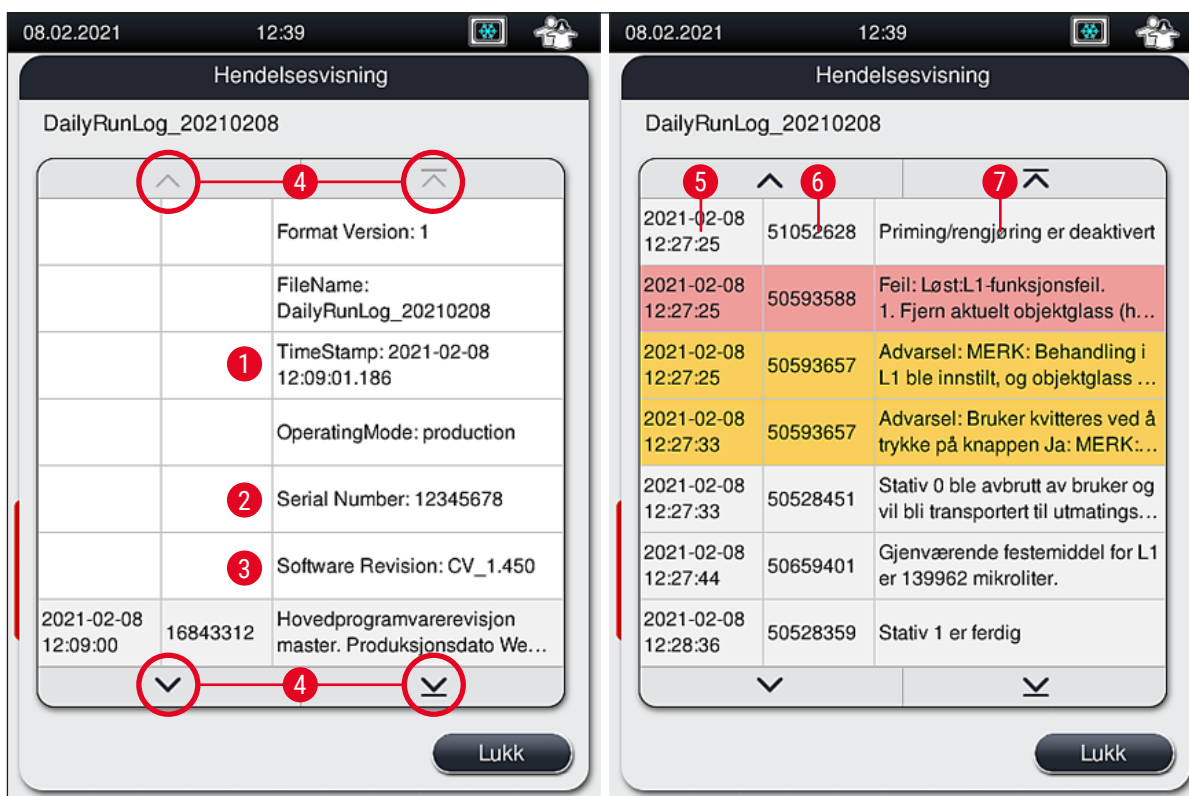 08.02.2021 12:39
Hendelsesvisning
DailyRunLog_20210208
4
Format Version: 1
FileName:
DailyRunLog_20210208
1
TimeStamp: 2021-02-08
12:09:01.186
OperatingMode: production
2
Serial Number: 12345678
3
Software Revision: CV_1.450
2021-02-08
12:09:00
16843312
Hovedprogramvarerevisjon
master. Produksjonsdato We...
4
Lukk
08.02.2021 12:39
Hendelsesvisning
DailyRunLog_20210208
5 6 7
2021-02-08
12:27:25
51052628
Priming/rengjøring er deaktivert
2021-02-08
12:27:25
50593588
Feil: Løst:L1-funksjonsfeil.
1. Fjern aktuelt objektglass (h...
2021-02-08
12:27:25
50593657
Advarsel: MERK: Behandling i
L1 ble innstilt, og objektglass ...
2021-02-08
12:27:33
50593657
Advarsel: Bruker kvitteres ved å
trykke på knappen Ja: MERK:...
2021-02-08
12:27:33
50528451
Stativ 0 ble avbrutt av bruker og
vil bli transportert til utmatings...
2021-02-08
12:27:44
50659401
Gjenværende festemiddel for L1
er 139962 mikroliter.
2021-02-08
12:28:36
50528359
Stativ 1 er ferdig
Lukk